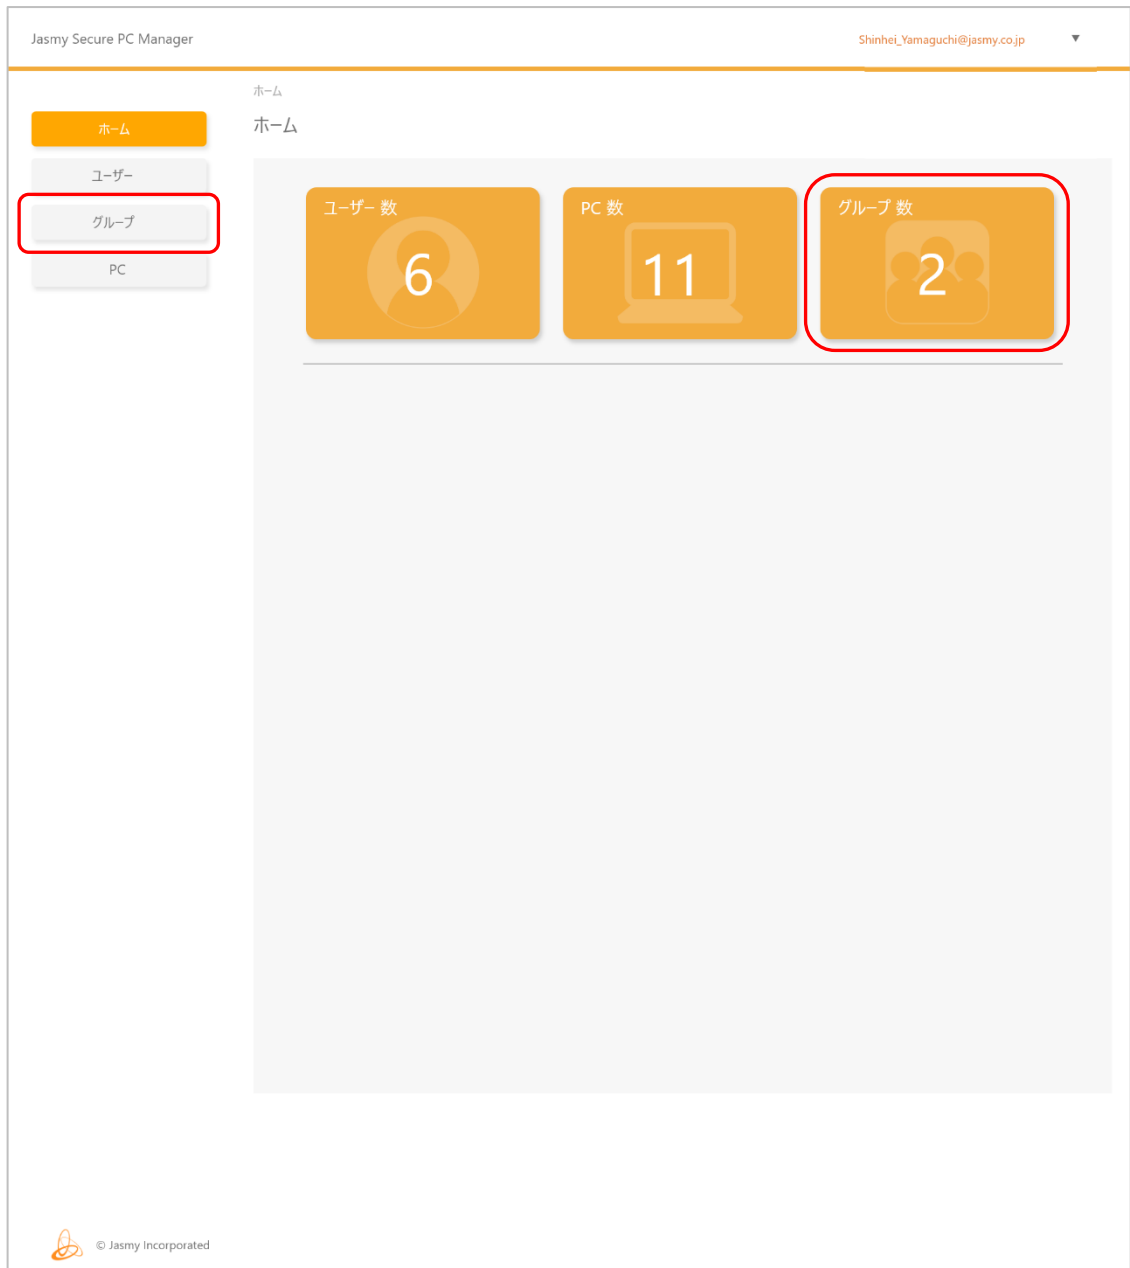 Jasmy Secure PC Manager
Shinhei_Yamaguchi@jasmy.co.jp ▼
ホーム
ホーム
ホーム
ユーザー
グループ
PC
ユーザー 数
6
PC 数
11
グループ 数
2
© Jasmy Incorporated